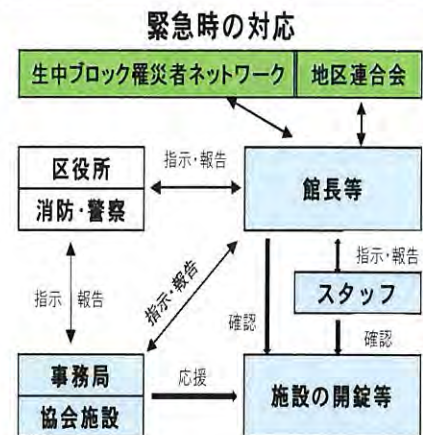 緊急時の対応
生中ブロック罹災者ネットワーク 地区連合会
区役所
消防・警察
指示・報告
館長等
指示 報告
指示・報告
確認
指示・報告
スタッフ
確認
事務局
協会施設
応援
施設の開錠等